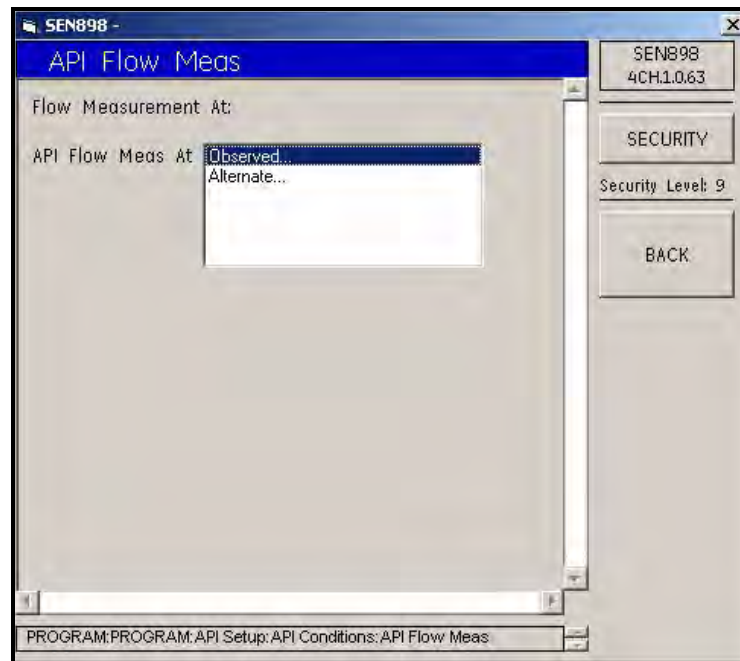 SEN898 -
API Flow Meas
Flow Measurement At:
API Flow Meas At
Observed...
Alternate...
SEN898
4CH.1.0.63
SECURITY
Security Level: 9
BACK
PROGRAM:PROGRAM:API Setup:API Conditions:API Flow Meas